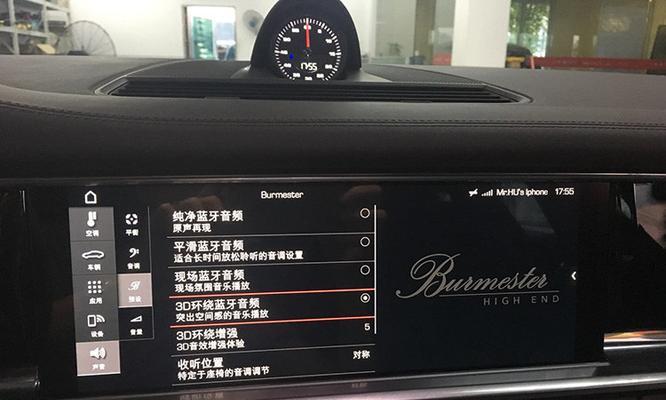 1755
Burmester
Mr.HU's Iphone 17:55
空调
车辆
应用
设备
声音
平衡
音调
预设
音量
纯净蓝牙音频
原声再现
平滑蓝牙音频
适合长时间放松聆听的音调设置
现场蓝牙音频
现场氛围音乐播放
3D环绕蓝牙音频
突出空间感的音乐播放
3D环绕增强 5
3D音效增强体验
收听位置 对称
特定于座椅的音调调节
Burmester
HIGH END